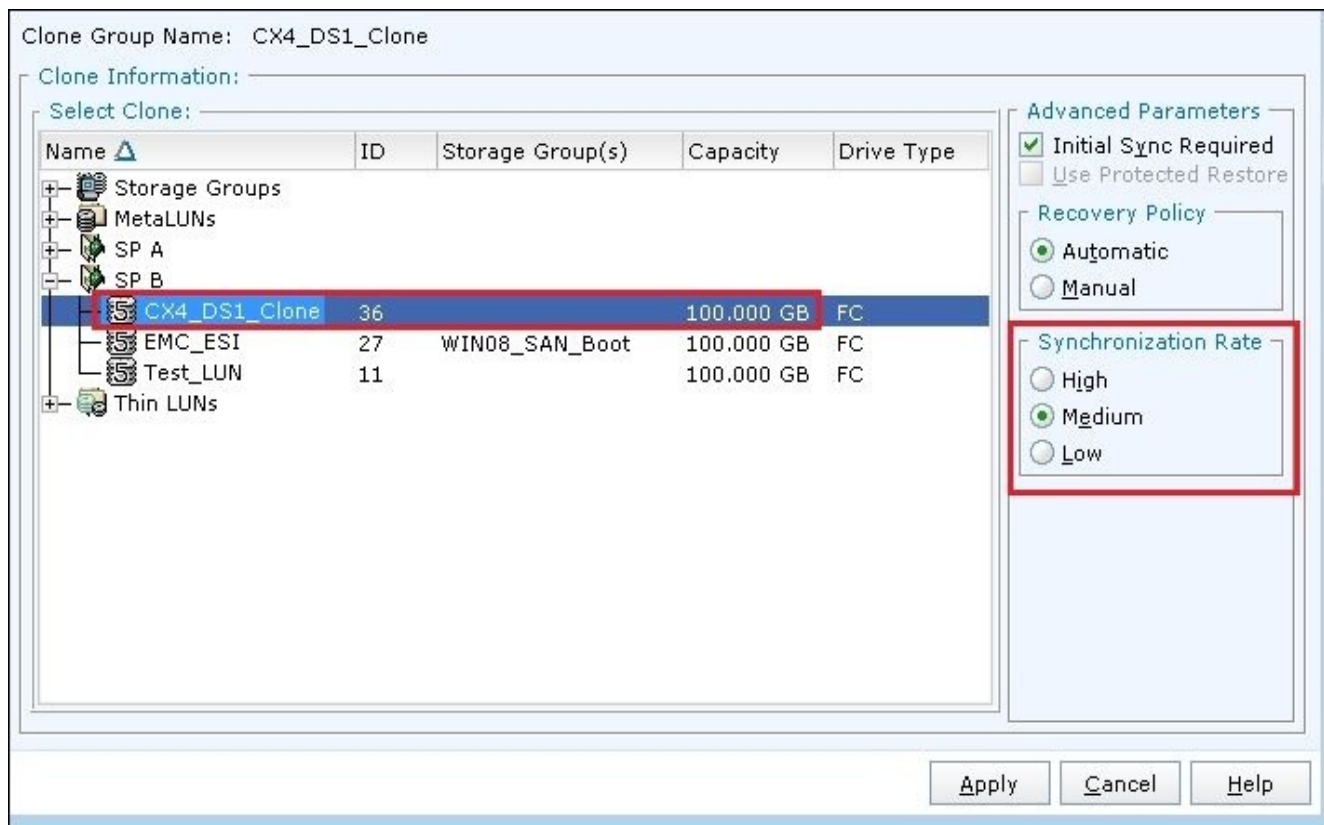 Clone Group Name: CX4_DS1_Clone
Clone Information:
Select Clone:
Name ID Storage Group(s) Capacity Drive Type
Storage Groups
MetaLUNs
SP A
SP B
CX4_DS1_Clone 36 100.000 GB FC
EMC_ESI 27 WIN08_SAN_Boot 100.000 GB FC
Test_LUN 11 100.000 GB FC
Thin LUNs
Advanced Parameters
Initial Sync Required
Use Protected Restore
Recovery Policy
Automatic
Manual
Synchronization Rate
High
Medium
Low
Apply Cancel Help